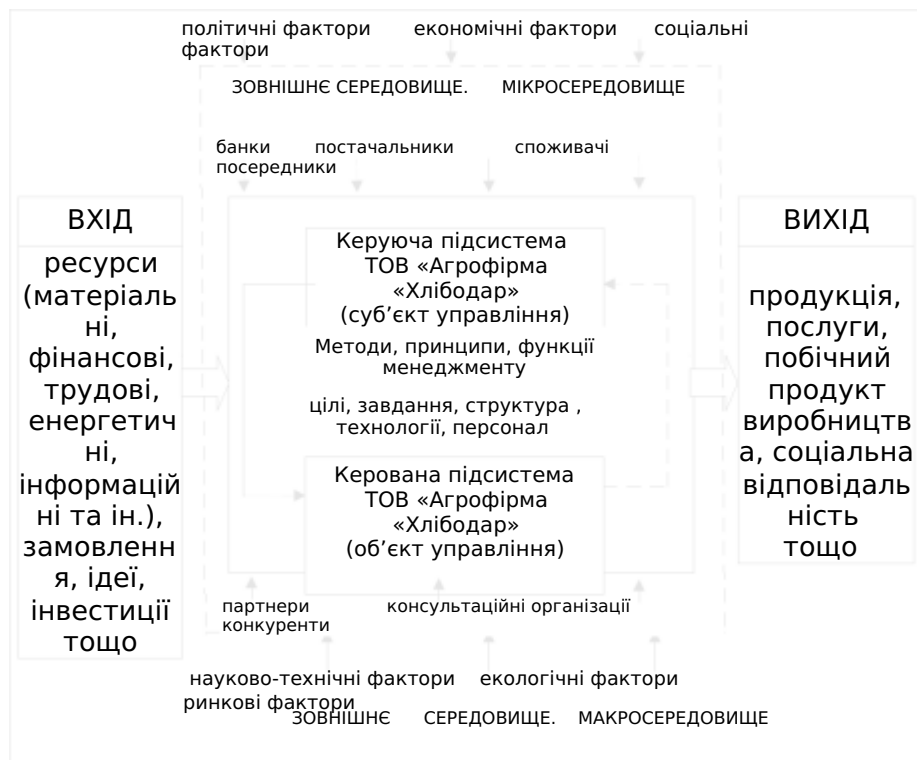 політичні фактори економічні фактори соціальні
фактори
ЗОВНІШНЄ СЕРЕДОВИЩЕ. МІКРОСЕРЕДОВИЩЕ
банки постачальники споживачі
посередники
ВХІД
ресурси
(матеріаль
ні,
фінансові,
трудові,
енергетич
ні,
інформацій
ні та ін.),
замовленн
я, ідеї,
інвестиції
тощо
Керуюча підсистема
ТОВ «Агрофірма
«Хлібодар»
(суб’єкт управління)
Методи, принципи, функції
менеджменту
цілі, завдання, структура ,
технології, персонал
Керована підсистема
ТОВ «Агрофірма
«Хлібодар»
(об’єкт управління)
ВИХІД
продукція,
послуги,
побічний
продукт
виробництв
а, соціальна
відповідаль
ність
тощо
партнери консультаційні організації
конкуренти
науково-технічні фактори екологічні фактори
ринкові фактори
ЗОВНІШНЄ СЕРЕДОВИЩЕ. МАКРОСЕРЕДОВИЩЕ